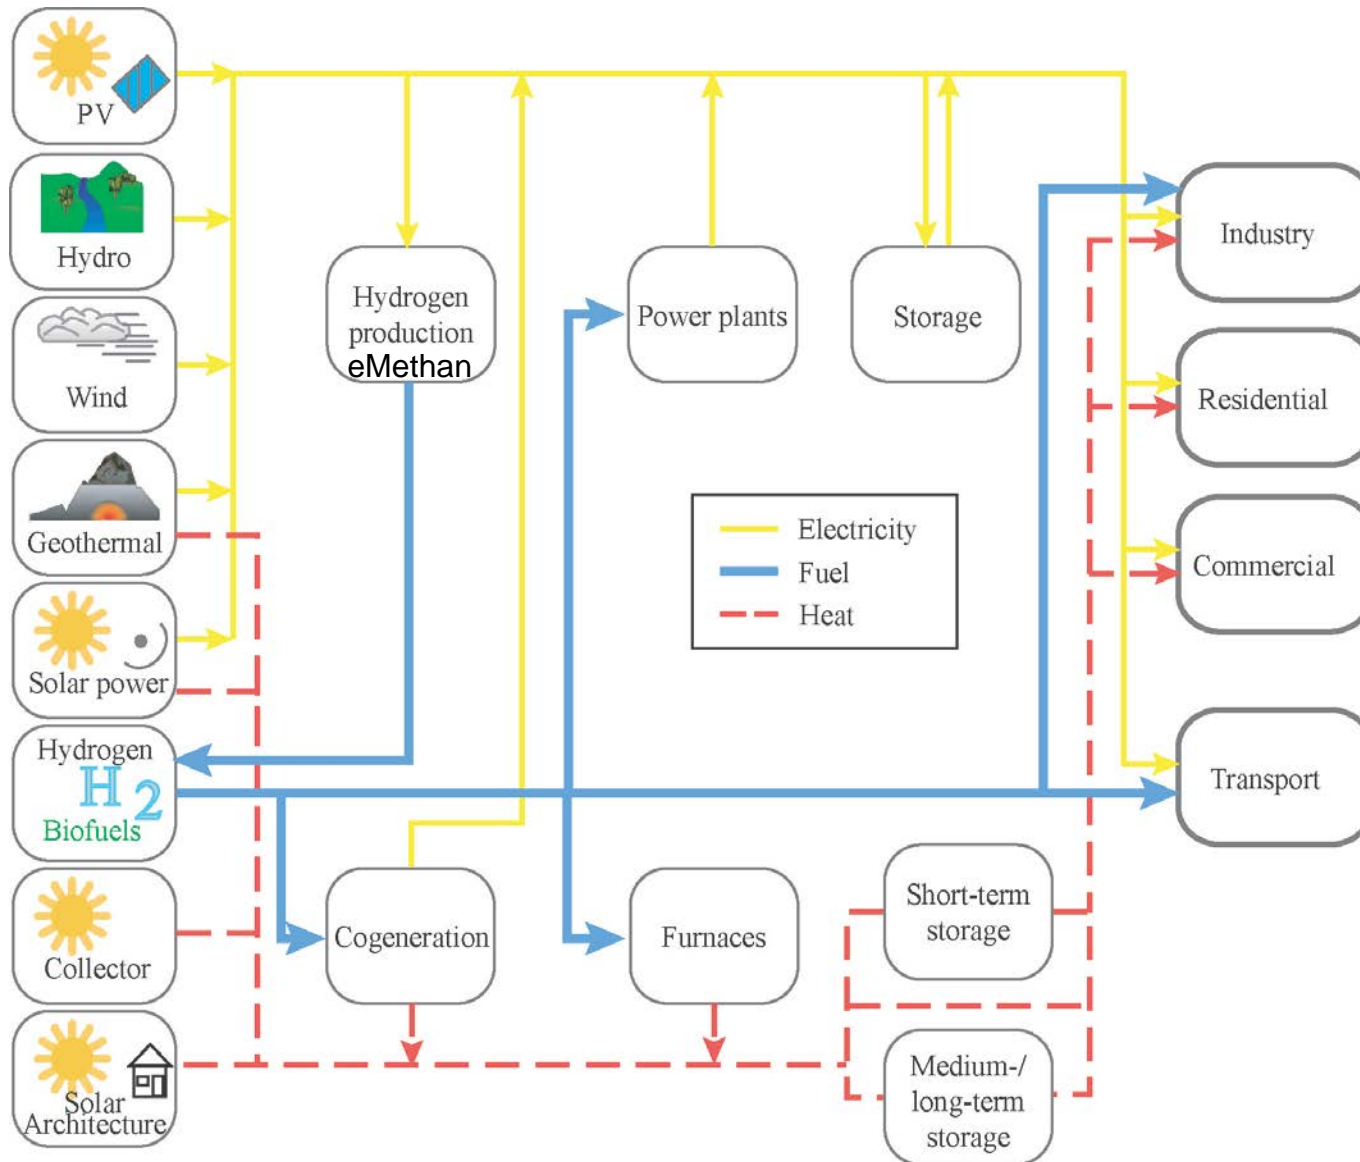 PV
Hydro
Wind
Geothermal
Solar power
Hydrogen
H2
Biofuels
Collector
Solar
Architecture
Hydrogen
production
eMethan
Power plants
Storage
Electricity
Fuel
Heat
Cogeneration
Furnaces
Short-term
storage
Medium-/
long-term
storage
Industry
Residential
Commercial
Transport